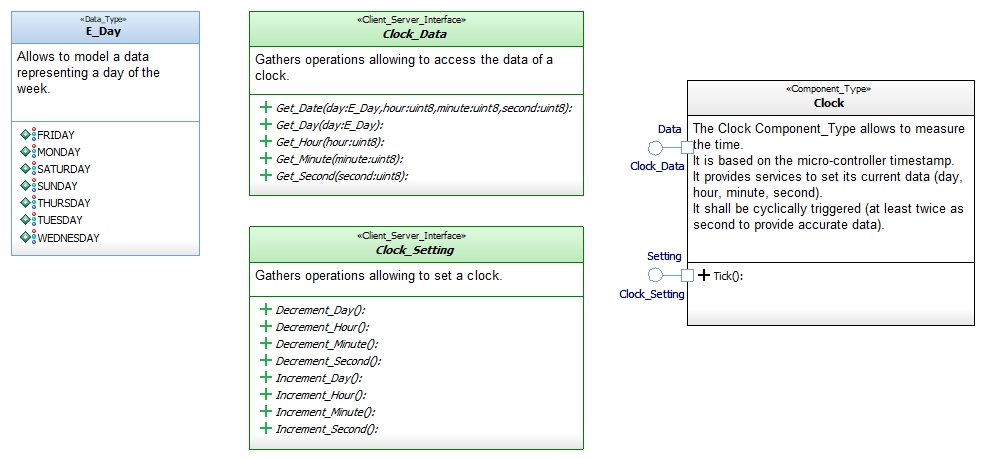 «Data_Type»
E_Day
Allows to model a data
representing a day of the
week.
FRIDAY
MONDAY
SATURDAY
SUNDAY
THURSDAY
TUESDAY
WEDNESDAY
«Client_Server_Interface»
Clock_Data
Gathers operations allowing to access the data of a
clock.
Get_Date(day:E_Day,hour:uint8,minute:uint8,second:uint8):
Get_Day(day:E_Day):
Get_Hour(hour:uint8):
Get_Minute(minute:uint8):
Get_Second(second:uint8):
«Client_Server_Interface»
Clock_Setting
Gathers operations allowing to set a clock.
Decrement_Day():
Decrement_Hour():
Decrement_Minute():
Decrement_Second():
Increment_Day():
Increment_Hour():
Increment_Minute():
Increment_Second():
«Component_Type»
Clock
Data
Clock_Data
The Clock Component_Type allows to measure
the time.
It is based on the micro-controller timestamp.
It provides services to set its current data (day,
hour, minute, second).
It shall be cyclically triggered (at least twice as
second to provide accurate data).
Setting
Clock_Setting
Tick():